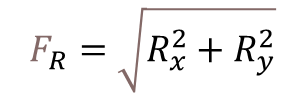 F_R = √(R_x^2 + R_y^2)